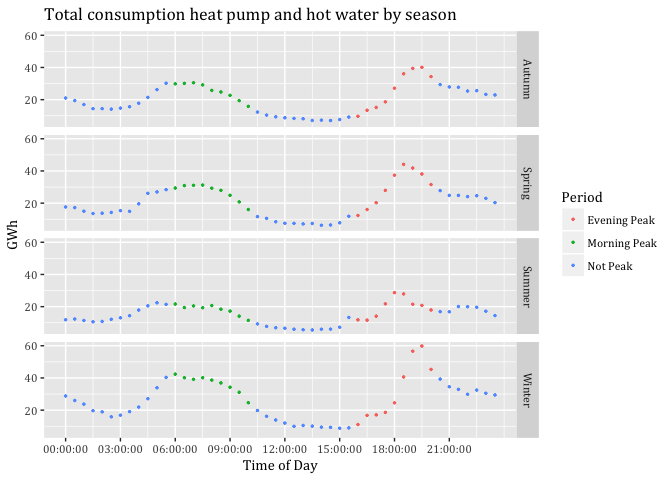 Total consumption heat pump and hot water by season
60
40
20
Autumn
60
40
20
Spring
60
40
20
Summer
60
40
20
Winter
GWh
00:00:00 03:00:00 06:00:00 09:00:00 12:00:00 15:00:00 18:00:00 21:00:00
Time of Day
Period
Evening Peak
Morning Peak
Not Peak